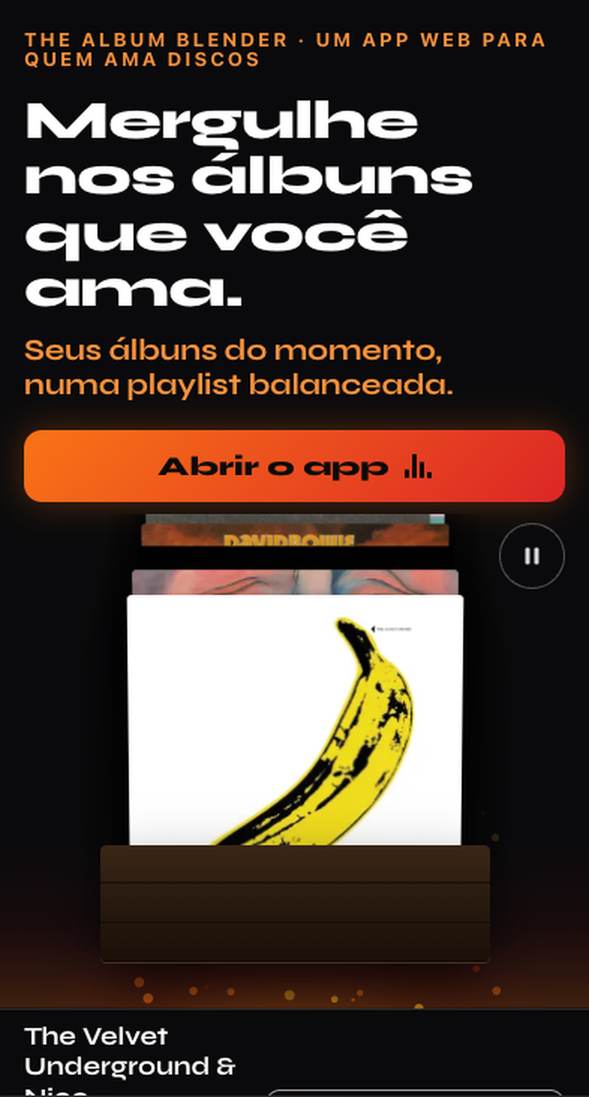 THE ALBUM BLENDER · UM APP WEB PARA
QUEM AMA DISCOS
Mergulhe
nos álbuns
que você
ama.
Seus álbuns do momento,
numa playlist balanceada.
Abrir o app
DAVID BOWIE
The Velvet
Underground &
Nico